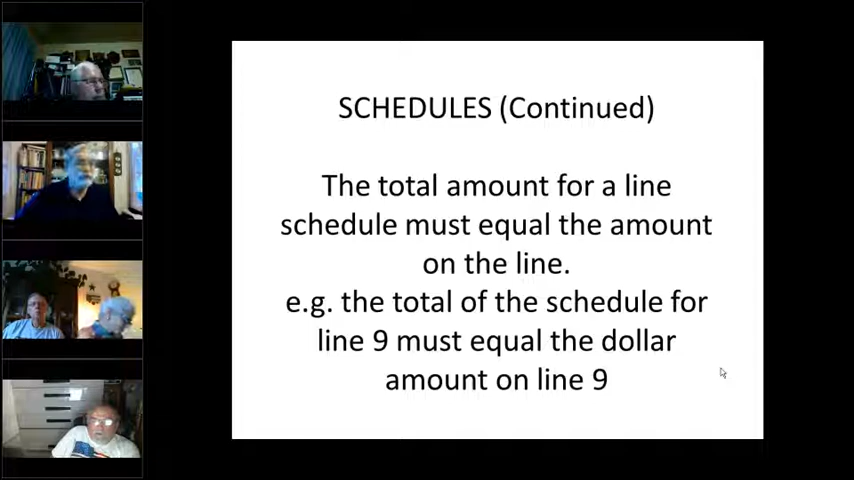 SCHEDULES (Continued)
The total amount for a line
schedule must equal the amount
on the line.
e.g. the total of the schedule for
line 9 must equal the dollar
amount on line 9